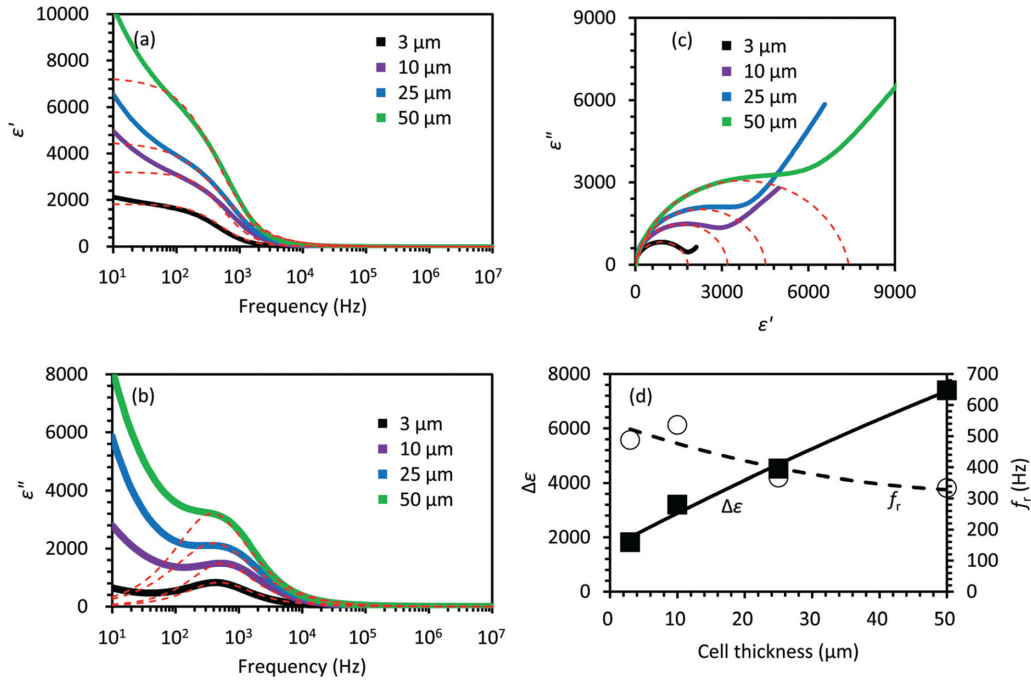 (a)
10000
8000
6000
4000
2000
0
ε′
3 μm
10 μm
25 μm
50 μm
10¹ 10² 10³ 10⁴ 10⁵ 10⁶ 10⁷
Frequency (Hz)
(c)
9000
6000
3000
0
ε″
3 μm
10 μm
25 μm
50 μm
0 3000 6000 9000
ε′
(b)
8000
6000
4000
2000
0
ε″
3 μm
10 μm
25 μm
50 μm
10¹ 10² 10³ 10⁴ 10⁵ 10⁶ 10⁷
Frequency (Hz)
(d)
8000
6000
4000
2000
0
Δε
Δε
fr
700
600
500
400
300
200
100
0
fr (Hz)
0 10 20 30 40 50
Cell thickness (μm)